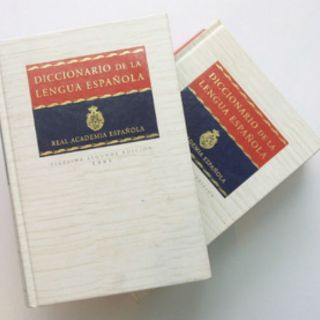 DICCIONARIO DE LA
LENGUA ESPAÑOLA
REAL ACADEMIA ESPAÑOLA
VIGÉSIMA SEGUNDA EDICIÓN
2001
DICCIONARIO DE LA
LENGUA ESPAÑOLA
ACADEMIA ESPAÑOLA
EDICIÓN